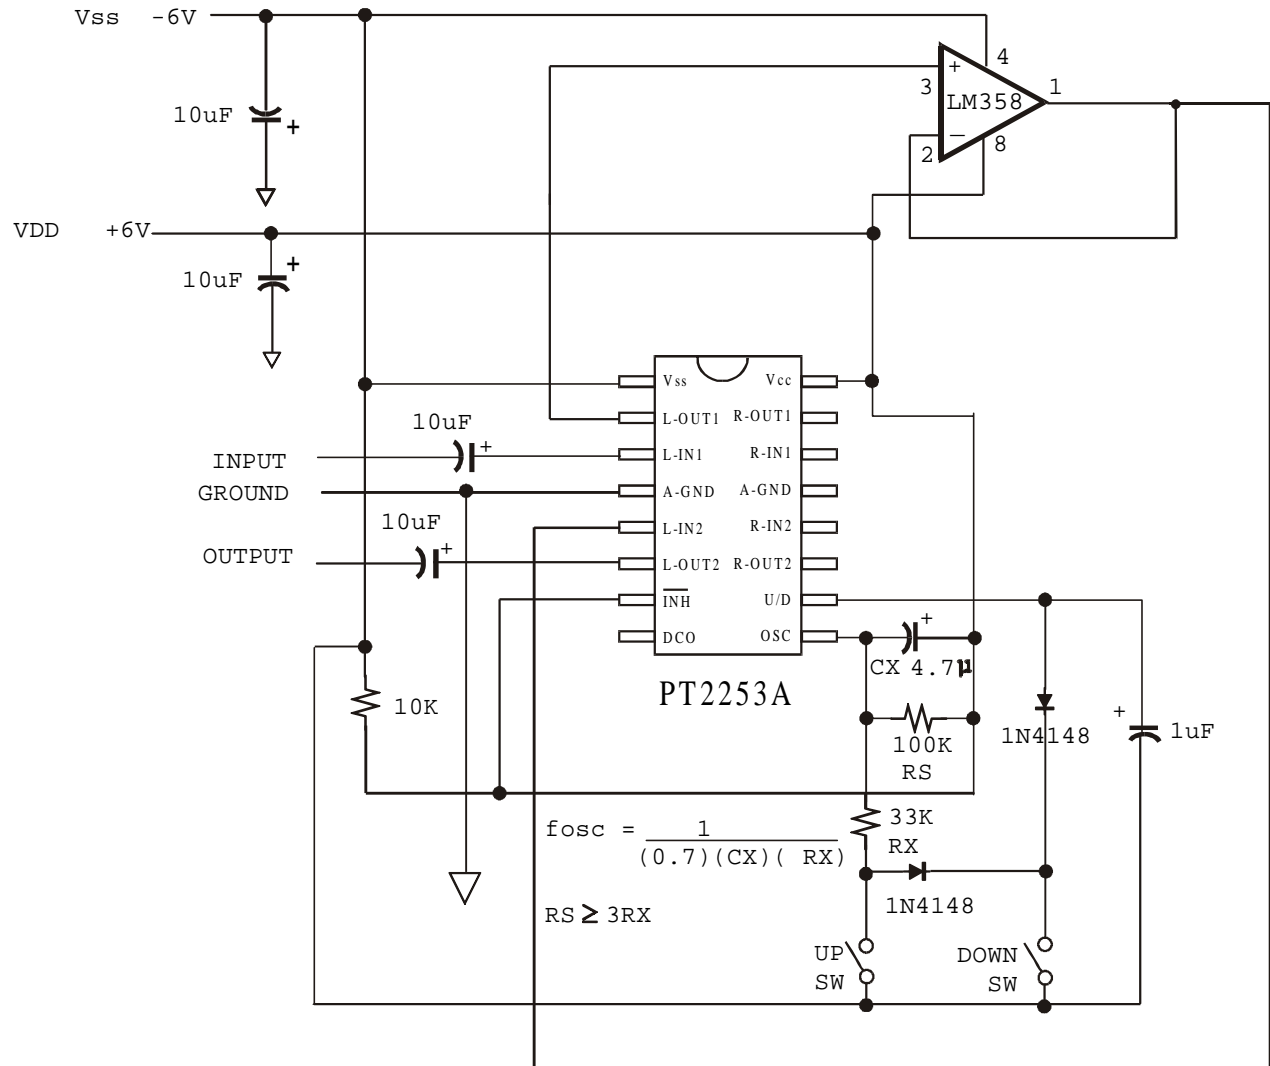 Vss -6V
4
+
3
LM358
1
10uF
+
2
—
8
VDD +6V
+
10uF
Vss
Vcc
10uF
L-OUT1
R-OUT1
+
INPUT
L-IN1
R-IN1
GROUND
A-GND
A-GND
10uF
L-IN2
R-IN2
+
OUTPUT
L-OUT2
R-OUT2
INH
U/D
+
DCO
OSC
CX 4.7µ
PT2253A
10K
+
1uF
100K
RS
1N4148
33K
RX
fosc = 1
(0.7)(CX)( RX)
1N4148
RS ≥ 3RX
UP
SW
DOWN
SW